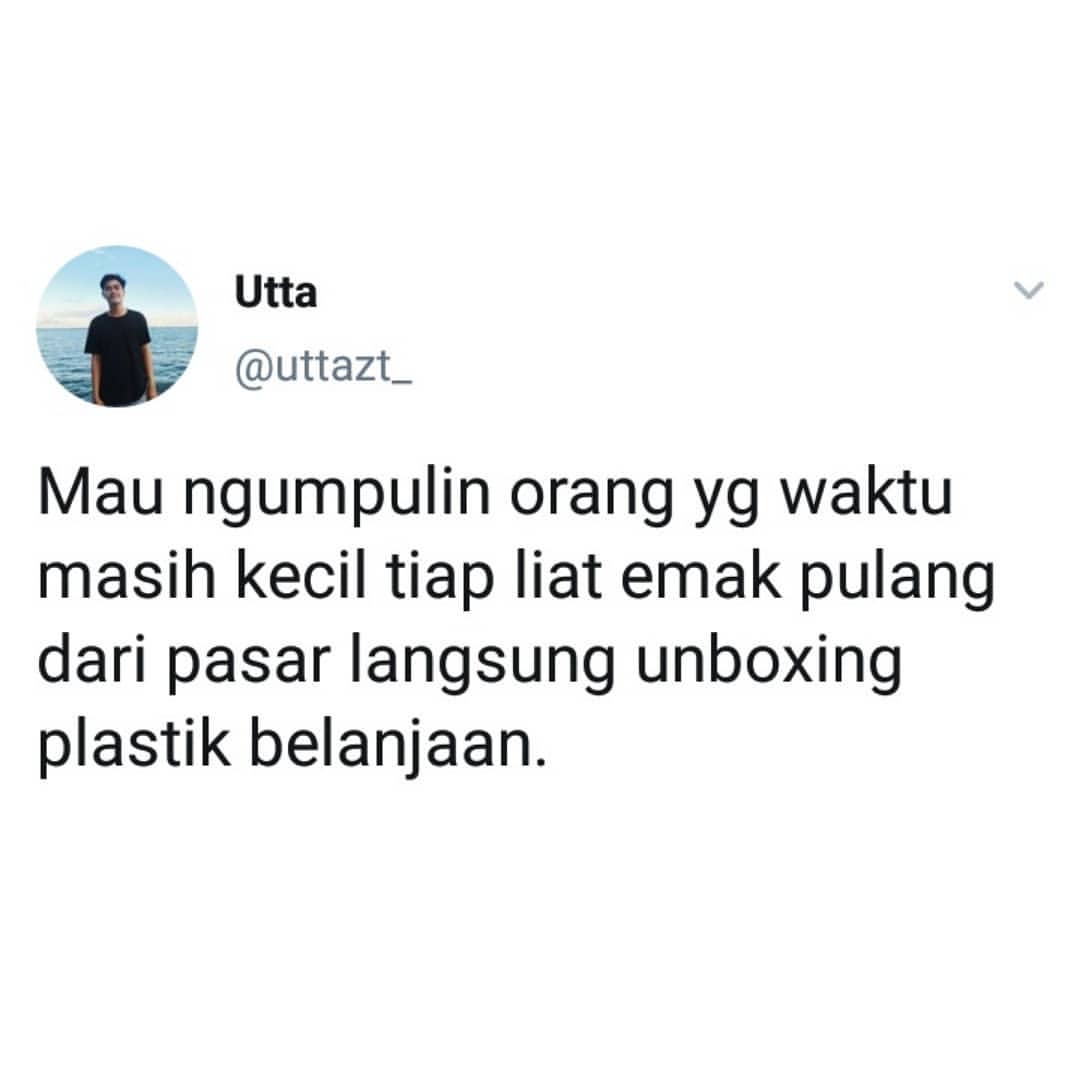 Utta
@uttazt_
Mau ngumpulin orang yg waktu
masih kecil tiap liat emak pulang
dari pasar langsung unboxing
plastik belanjaan.